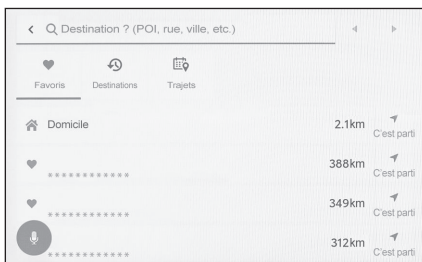 Destination ? (POI, rue, ville, etc.)
Favoris Destinations Trajets
Domicile 2.1km C'est parti
388km C'est parti
************
349km C'est parti
************
312km C'est parti
************